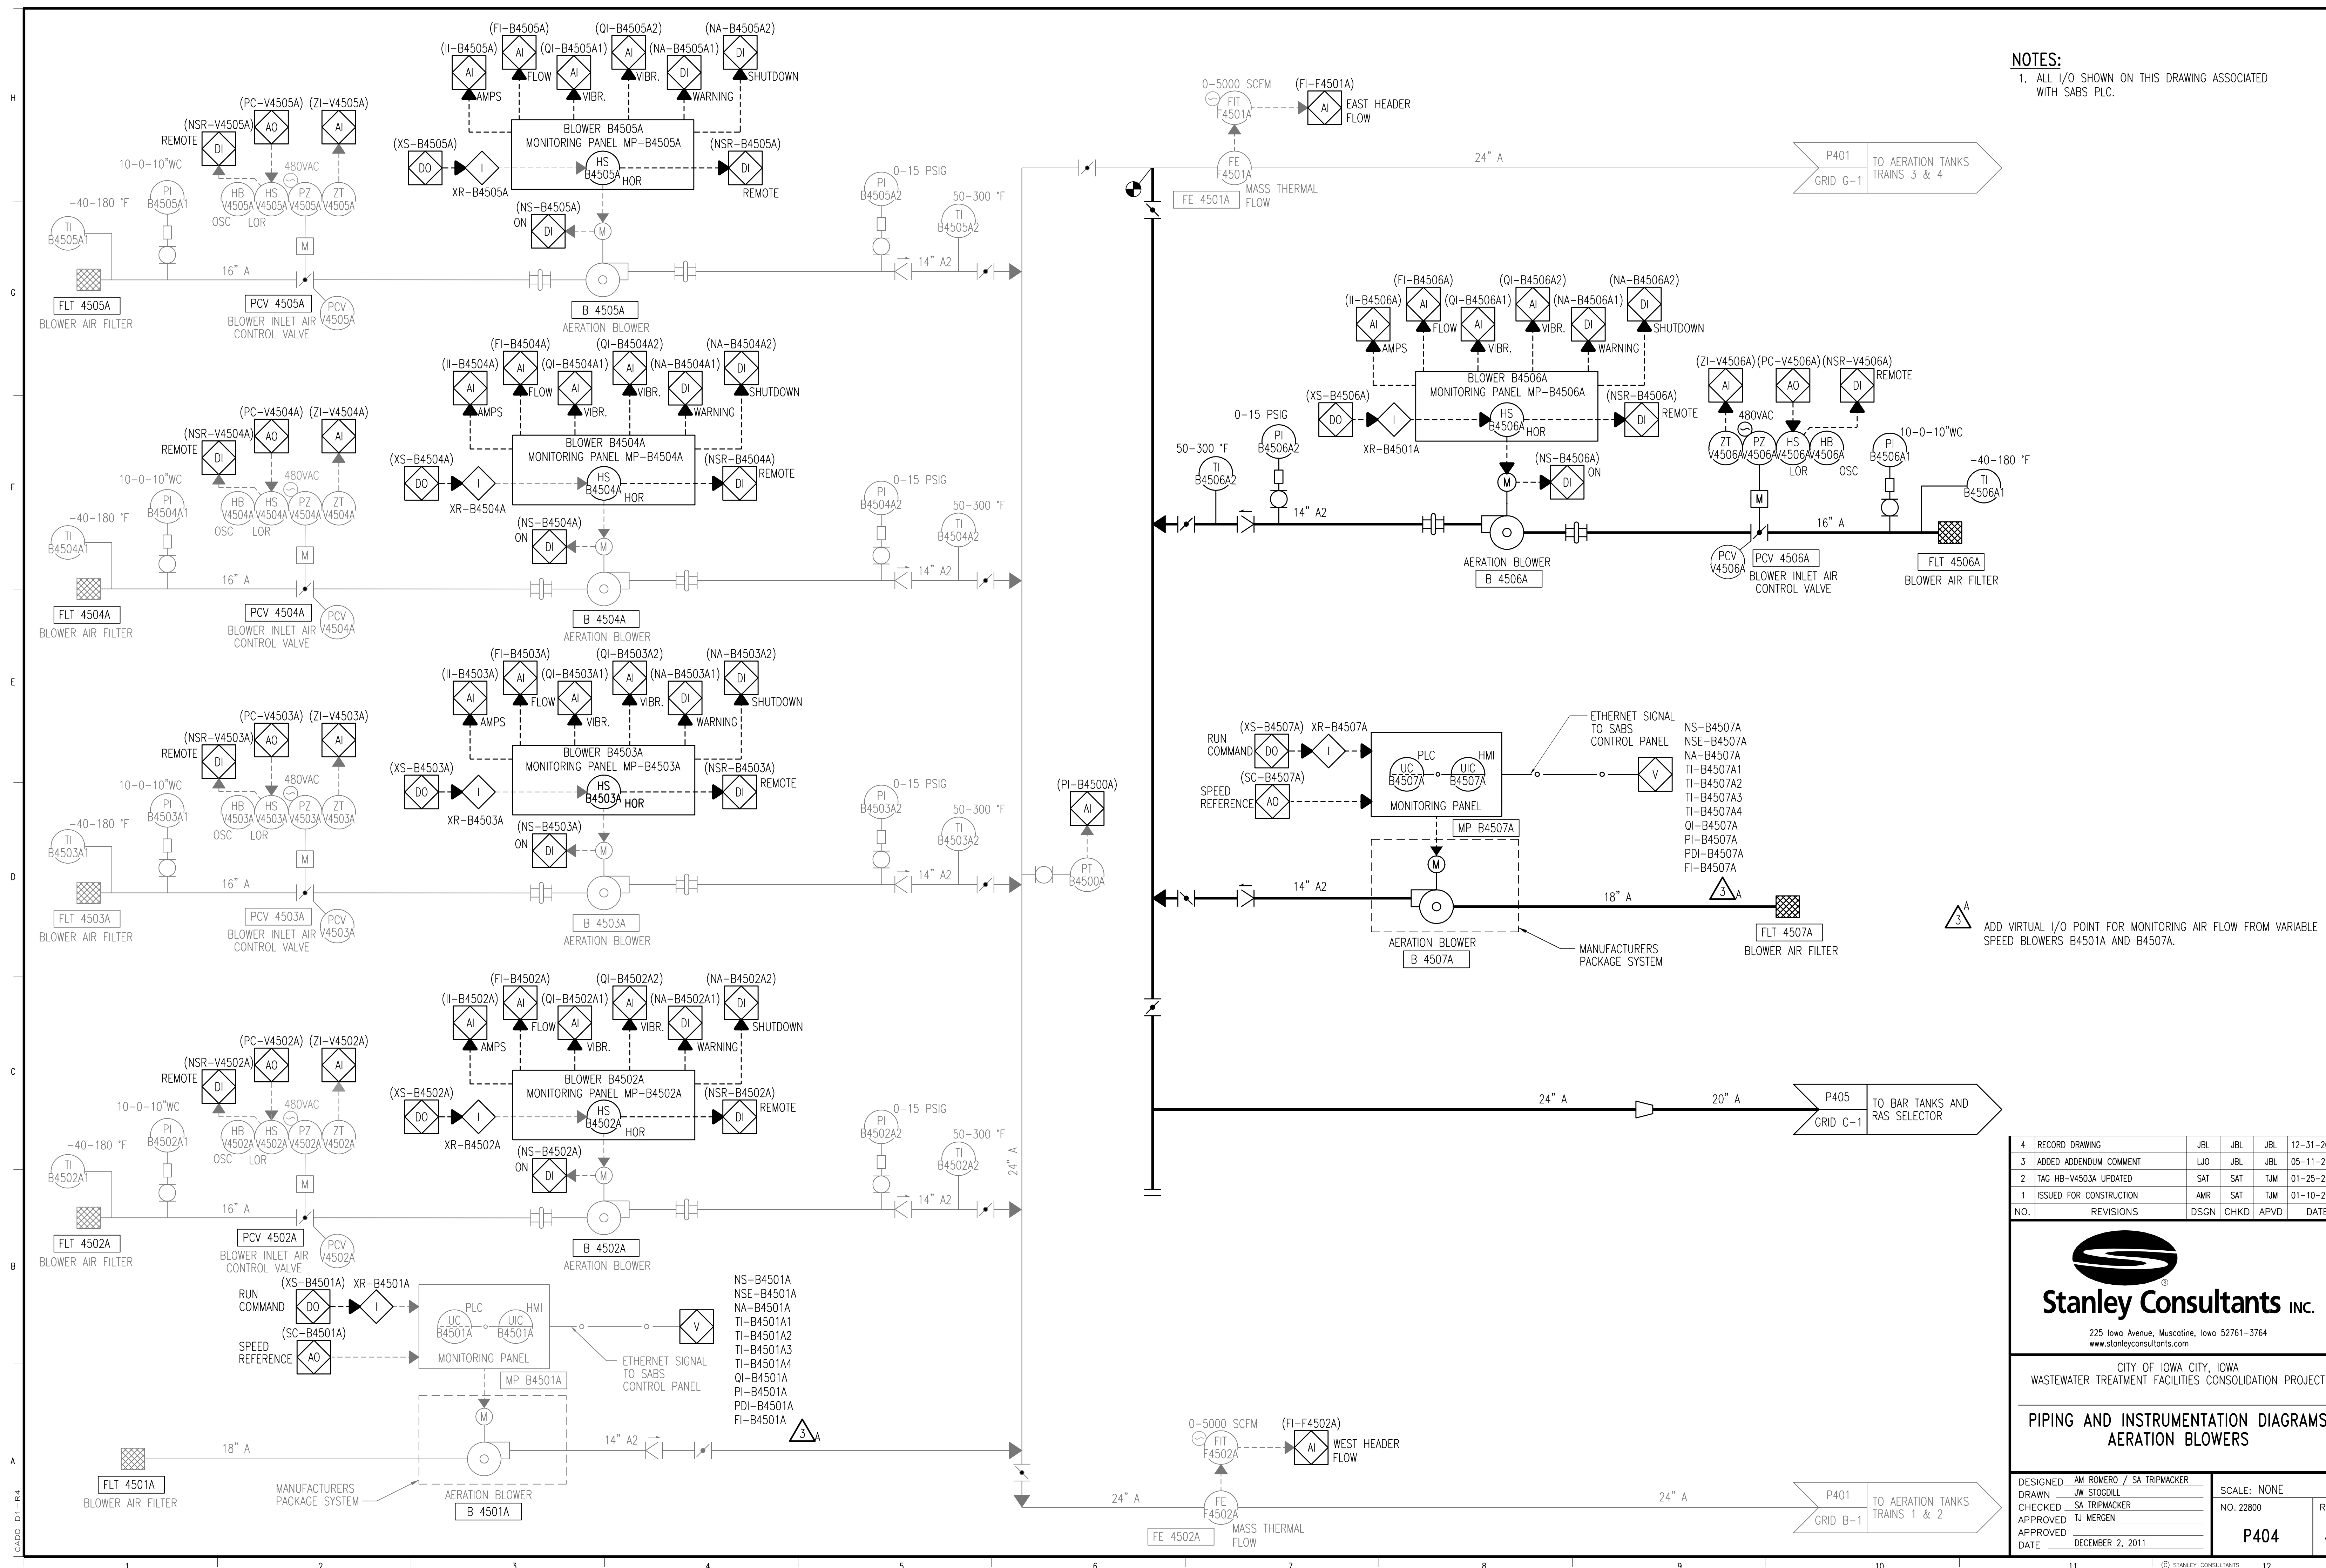 (FI-B4505A)
(QI-B4505A2)
(NA-B4505A2)
(II-B4505A)
(QI-B4505A1)
(NA-B4505A1)
AI
AI
DI
AI
AI
DI
FLOW
VIBR.
SHUTDOWN
AMPS
VIBR.
WARNING
(PC-V4505A) (ZI-V4505A)
(NSR-V4505A)
AO
AI
REMOTE
DI
BLOWER B4505A
MONITORING PANEL MP-B4505A
(XS-B4505A)
(NSR-B4505A)
DO
I
HS
B4505A
HOR
DI
XR-B4505A
REMOTE
10-0-10"WC
480VAC
PI
B4505A1
HB
V4505A
HS
V4505A
PZ
V4505A
ZT
V4505A
OSC
LOR
-40-180 °F
TI
B4505A1
(NS-B4505A)
ON
DI
M
M
0-15 PSIG
PI
B4505A2
50-300 °F
TI
B4505A2
16" A
14" A2
FLT 4505A
BLOWER AIR FILTER
PCV 4505A
BLOWER INLET AIR
CONTROL VALVE
PCV
V4505A
B 4505A
AERATION BLOWER
(FI-B4504A)
(QI-B4504A2)
(NA-B4504A2)
(II-B4504A)
(QI-B4504A1)
(NA-B4504A1)
AI
AI
DI
AI
AI
DI
FLOW
VIBR.
SHUTDOWN
AMPS
VIBR.
WARNING
(PC-V4504A) (ZI-V4504A)
(NSR-V4504A)
AO
AI
REMOTE
DI
BLOWER B4504A
MONITORING PANEL MP-B4504A
(XS-B4504A)
(NSR-B4504A)
DO
I
HS
B4504A
HOR
DI
REMOTE
XR-B4504A
10-0-10"WC
480VAC
PI
B4504A1
HB
V4504A
HS
V4504A
PZ
V4504A
ZT
V4504A
OSC
LOR
-40-180 °F
TI
B4504A1
(NS-B4504A)
ON
DI
M
M
0-15 PSIG
PI
B4504A2
50-300 °F
TI
B4504A2
16" A
14" A2
FLT 4504A
BLOWER AIR FILTER
PCV 4504A
BLOWER INLET AIR
CONTROL VALVE
PCV
V4504A
B 4504A
AERATION BLOWER
(FI-B4503A)
(QI-B4503A2)
(NA-B4503A2)
(II-B4503A)
(QI-B4503A1)
(NA-B4503A1)
AI
AI
DI
AI
AI
DI
FLOW
VIBR.
SHUTDOWN
AMPS
VIBR.
WARNING
(PC-V4503A) (ZI-V4503A)
(NSR-V4503A)
AO
AI
REMOTE
DI
BLOWER B4503A
MONITORING PANEL MP-B4503A
(XS-B4503A)
(NSR-B4503A)
DO
I
HS
B4503A
HOR
DI
REMOTE
XR-B4503A
10-0-10"WC
480VAC
PI
B4503A1
HB
V4503A
HS
V4503A
PZ
V4503A
ZT
V4503A
OSC
LOR
-40-180 °F
TI
B4503A1
(NS-B4503A)
ON
DI
M
M
0-15 PSIG
PI
B4503A2
50-300 °F
TI
B4503A2
16" A
14" A2
FLT 4503A
BLOWER AIR FILTER
PCV 4503A
BLOWER INLET AIR
CONTROL VALVE
PCV
V4503A
B 4503A
AERATION BLOWER
(PI-B4500A)
AI
PT
B4500A
(FI-B4502A)
(QI-B4502A2)
(NA-B4502A2)
(II-B4502A)
(QI-B4502A1)
(NA-B4502A1)
AI
AI
DI
AI
AI
DI
FLOW
VIBR.
SHUTDOWN
AMPS
VIBR.
WARNING
(PC-V4502A) (ZI-V4502A)
(NSR-V4502A)
AO
AI
REMOTE
DI
BLOWER B4502A
MONITORING PANEL MP-B4502A
(XS-B4502A)
(NSR-B4502A)
DO
I
HS
B4502A
HOR
DI
REMOTE
XR-B4502A
10-0-10"WC
480VAC
PI
B4502A1
HB
V4502A
HS
V4502A
PZ
V4502A
ZT
V4502A
OSC
LOR
-40-180 °F
TI
B4502A1
(NS-B4502A)
ON
DI
M
M
0-15 PSIG
PI
B4502A2
50-300 °F
TI
B4502A2
24" A
16" A
14" A2
FLT 4502A
BLOWER AIR FILTER
PCV 4502A
BLOWER INLET AIR
CONTROL VALVE
PCV
V4502A
B 4502A
AERATION BLOWER
(XS-B4501A) XR-B4501A
RUN
COMMAND
DO
I
(SC-B4501A)
SPEED
REFERENCE
AO
PLC
HMI
UC
B4501A
UIC
B4501A
MONITORING PANEL
MP B4501A
V
ETHERNET SIGNAL
TO SABS
CONTROL PANEL
NS-B4501A
NSE-B4501A
NA-B4501A
TI-B4501A1
TI-B4501A2
TI-B4501A3
TI-B4501A4
QI-B4501A
PI-B4501A
PDI-B4501A
FI-B4501A
3
A
M
18" A
14" A2
FLT 4501A
BLOWER AIR FILTER
MANUFACTURERS
PACKAGE SYSTEM
AERATION BLOWER
B 4501A
0-5000 SCFM
(FI-F4501A)
FIT
F4501A
AI
EAST HEADER
FLOW
FE
F4501A
FE 4501A
MASS THERMAL
FLOW
24" A
P401
GRID G-1
TO AERATION TANKS
TRAINS 3 & 4
(FI-B4506A)
(QI-B4506A2)
(NA-B4506A2)
(II-B4506A)
(QI-B4506A1)
(NA-B4506A1)
AI
AI
DI
AI
AI
DI
FLOW
VIBR.
SHUTDOWN
AMPS
VIBR.
WARNING
(ZI-V4506A) (PC-V4506A) (NSR-V4506A)
AI
AO
DI
REMOTE
BLOWER B4506A
MONITORING PANEL MP-B4506A
(XS-B4506A)
(NSR-B4506A)
DO
I
HS
B4506A
HOR
DI
REMOTE
XR-B4501A
480VAC
ZT
V4506A
PZ
V4506A
HS
V4506A
HB
V4506A
LOR
OSC
10-0-10"WC
PI
B4506A1
-40-180 °F
TI
B4506A1
0-15 PSIG
PI
B4506A2
50-300 °F
TI
B4506A2
(NS-B4506A)
ON
M
DI
M
14" A2
16" A
AERATION BLOWER
B 4506A
PCV
V4506A
PCV 4506A
BLOWER INLET AIR
CONTROL VALVE
FLT 4506A
BLOWER AIR FILTER
(XS-B4507A) XR-B4507A
RUN
COMMAND
DO
I
(SC-B4507A)
SPEED
REFERENCE
AO
PLC
HMI
UC
B4507A
UIC
B4507A
MONITORING PANEL
MP B4507A
ETHERNET SIGNAL
TO SABS
CONTROL PANEL
V
NS-B4507A
NSE-B4507A
NA-B4507A
TI-B4507A1
TI-B4507A2
TI-B4507A3
TI-B4507A4
QI-B4507A
PI-B4507A
PDI-B4507A
FI-B4507A
3
A
M
14" A2
18" A
AERATION BLOWER
B 4507A
MANUFACTURERS
PACKAGE SYSTEM
FLT 4507A
BLOWER AIR FILTER
24" A
20" A
P405
GRID C-1
TO BAR TANKS AND
RAS SELECTOR
0-5000 SCFM
(FI-F4502A)
FIT
F4502A
AI
WEST HEADER
FLOW
24" A
FE
F4502A
FE 4502A
MASS THERMAL
FLOW
24" A
P401
GRID B-1
TO AERATION TANKS
TRAINS 1 & 2
NOTES:
1. ALL I/O SHOWN ON THIS DRAWING ASSOCIATED
WITH SABS PLC.
3
A
ADD VIRTUAL I/O POINT FOR MONITORING AIR FLOW FROM VARIABLE
SPEED BLOWERS B4501A AND B4507A.
4 RECORD DRAWING JBL JBL JBL 12-31-2
3 ADDED ADDENDUM COMMENT LJO JBL JBL 05-11-2
2 TAG HB-V4503A UPDATED SAT SAT TJM 01-25-2
1 ISSUED FOR CONSTRUCTION AMR SAT TJM 01-10-2
NO. REVISIONS DSGN CHKD APVD DATE
Stanley Consultants INC.
225 Iowa Avenue, Muscatine, Iowa 52761-3764
www.stanleyconsultants.com
CITY OF IOWA CITY, IOWA
WASTEWATER TREATMENT FACILITIES CONSOLIDATION PROJECT
PIPING AND INSTRUMENTATION DIAGRAMS
AERATION BLOWERS
DESIGNED AM ROMERO / SA TRIPMACKER
DRAWN JW STOGDILL
CHECKED SA TRIPMACKER
APPROVED TJ MERGEN
APPROVED
DATE DECEMBER 2, 2011
SCALE: NONE
NO. 22800
P404
H
G
F
E
D
C
B
A
CADD D11-R4
1 2 3 4 5 6 7 8 9 10 11 12
© STANLEY CONSULTANTS